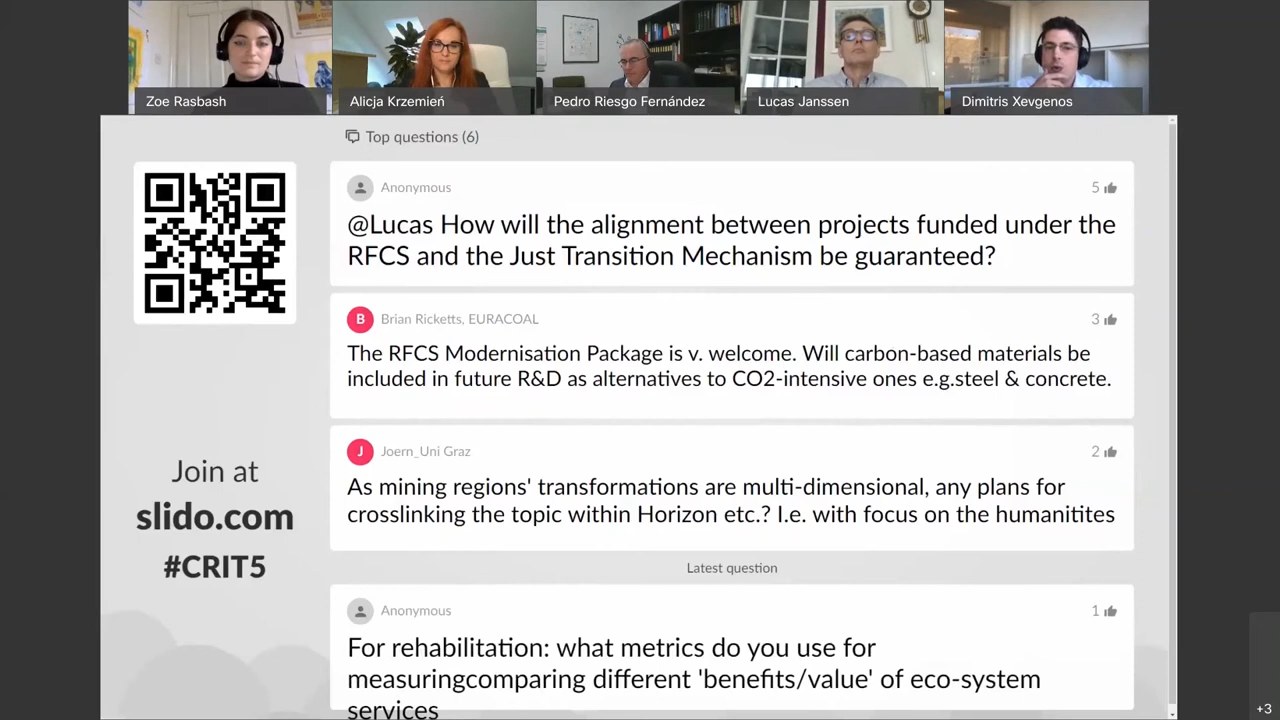 Zoe Rasbash
Alicja Krzemień
Pedro Riesgo Fernández
Lucas Janssen
Dimitris Xevgenos
Top questions (6)
Anonymous
5
@Lucas How will the alignment between projects funded under the
RFCS and the Just Transition Mechanism be guaranteed?
B
Brian Ricketts, EURACOAL
3
The RFCS Modernisation Package is v. welcome. Will carbon-based materials be
included in future R&D as alternatives to CO2-intensive ones e.g.steel & concrete.
J
Joern_Uni Graz
2
As mining regions' transformations are multi-dimensional, any plans for
crosslinking the topic within Horizon etc.? I.e. with focus on the humanitites
Latest question
Anonymous
1
For rehabilitation: what metrics do you use for
measuringcomparing different 'benefits/value' of eco-system
services
Join at
slido.com
#CRIT5
+3